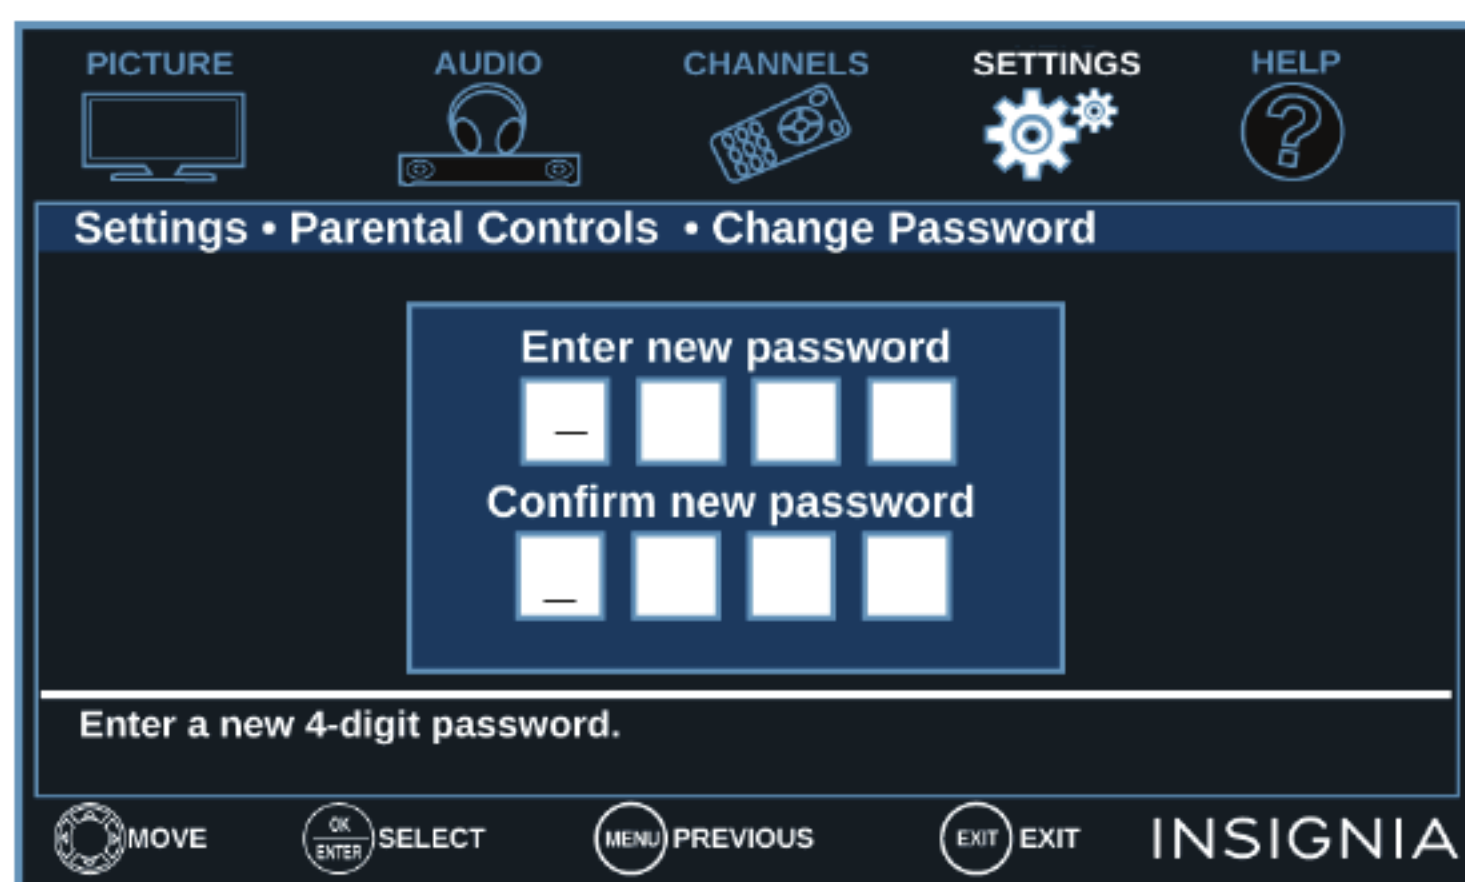 PICTURE AUDIO CHANNELS SETTINGS HELP
Settings • Parental Controls • Change Password
Enter new password
_
Confirm new password
_
Enter a new 4-digit password.
MOVE OK ENTER SELECT MENU PREVIOUS EXIT EXIT INSIGNIA